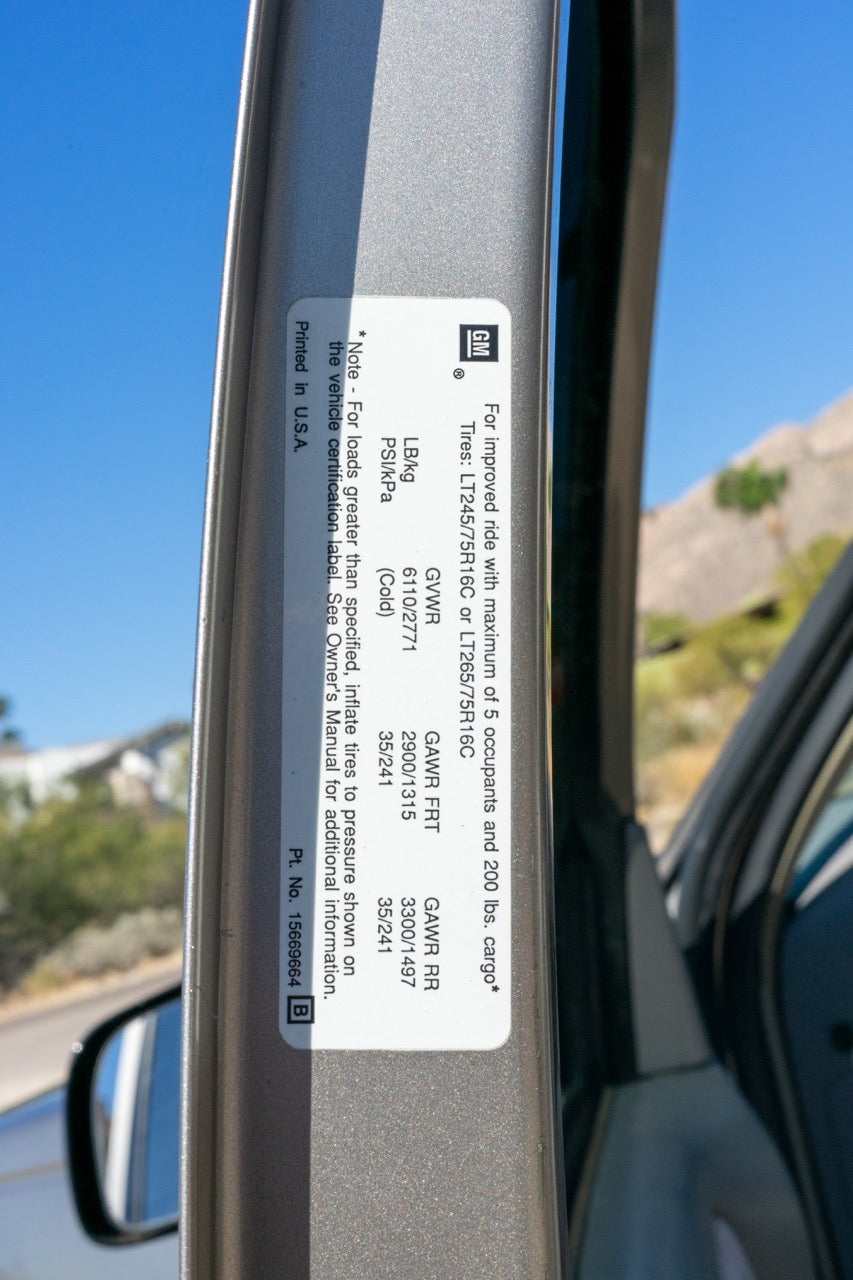 GM ®
For improved ride with maximum of 5 occupants and 200 lbs. cargo*
Tires: LT245/75R16C or LT265/75R16C
GVWR GAWR FRT GAWR RR
LB/kg 6110/2771 2900/1315 3300/1497
PSI/kPa (Cold) 35/241 35/241
* Note - For loads greater than specified, inflate tires to pressure shown on
the vehicle certification label. See Owner's Manual for additional information.
Printed in U.S.A. Pt. No. 15669664 B